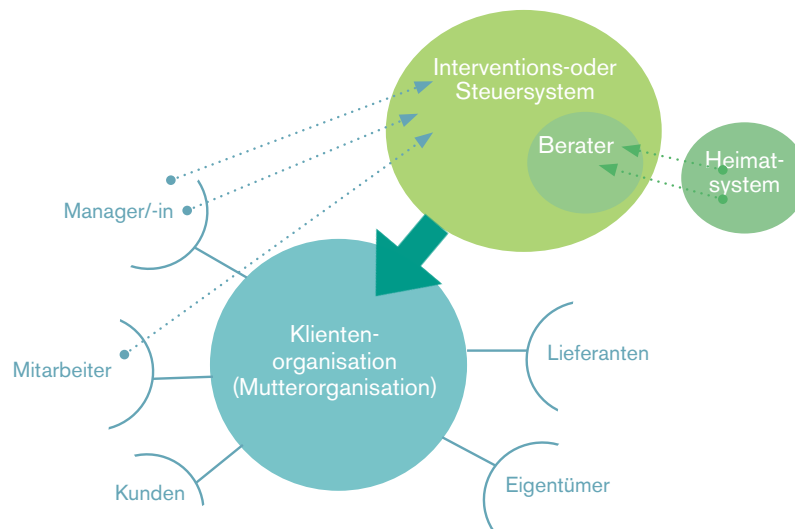 Interventions-oder
Steuersystem
Berater
Heimat-
system
Manager/-in
Klienten-
organisation
(Mutterorganisation)
Mitarbeiter
Lieferanten
Kunden
Eigentümer